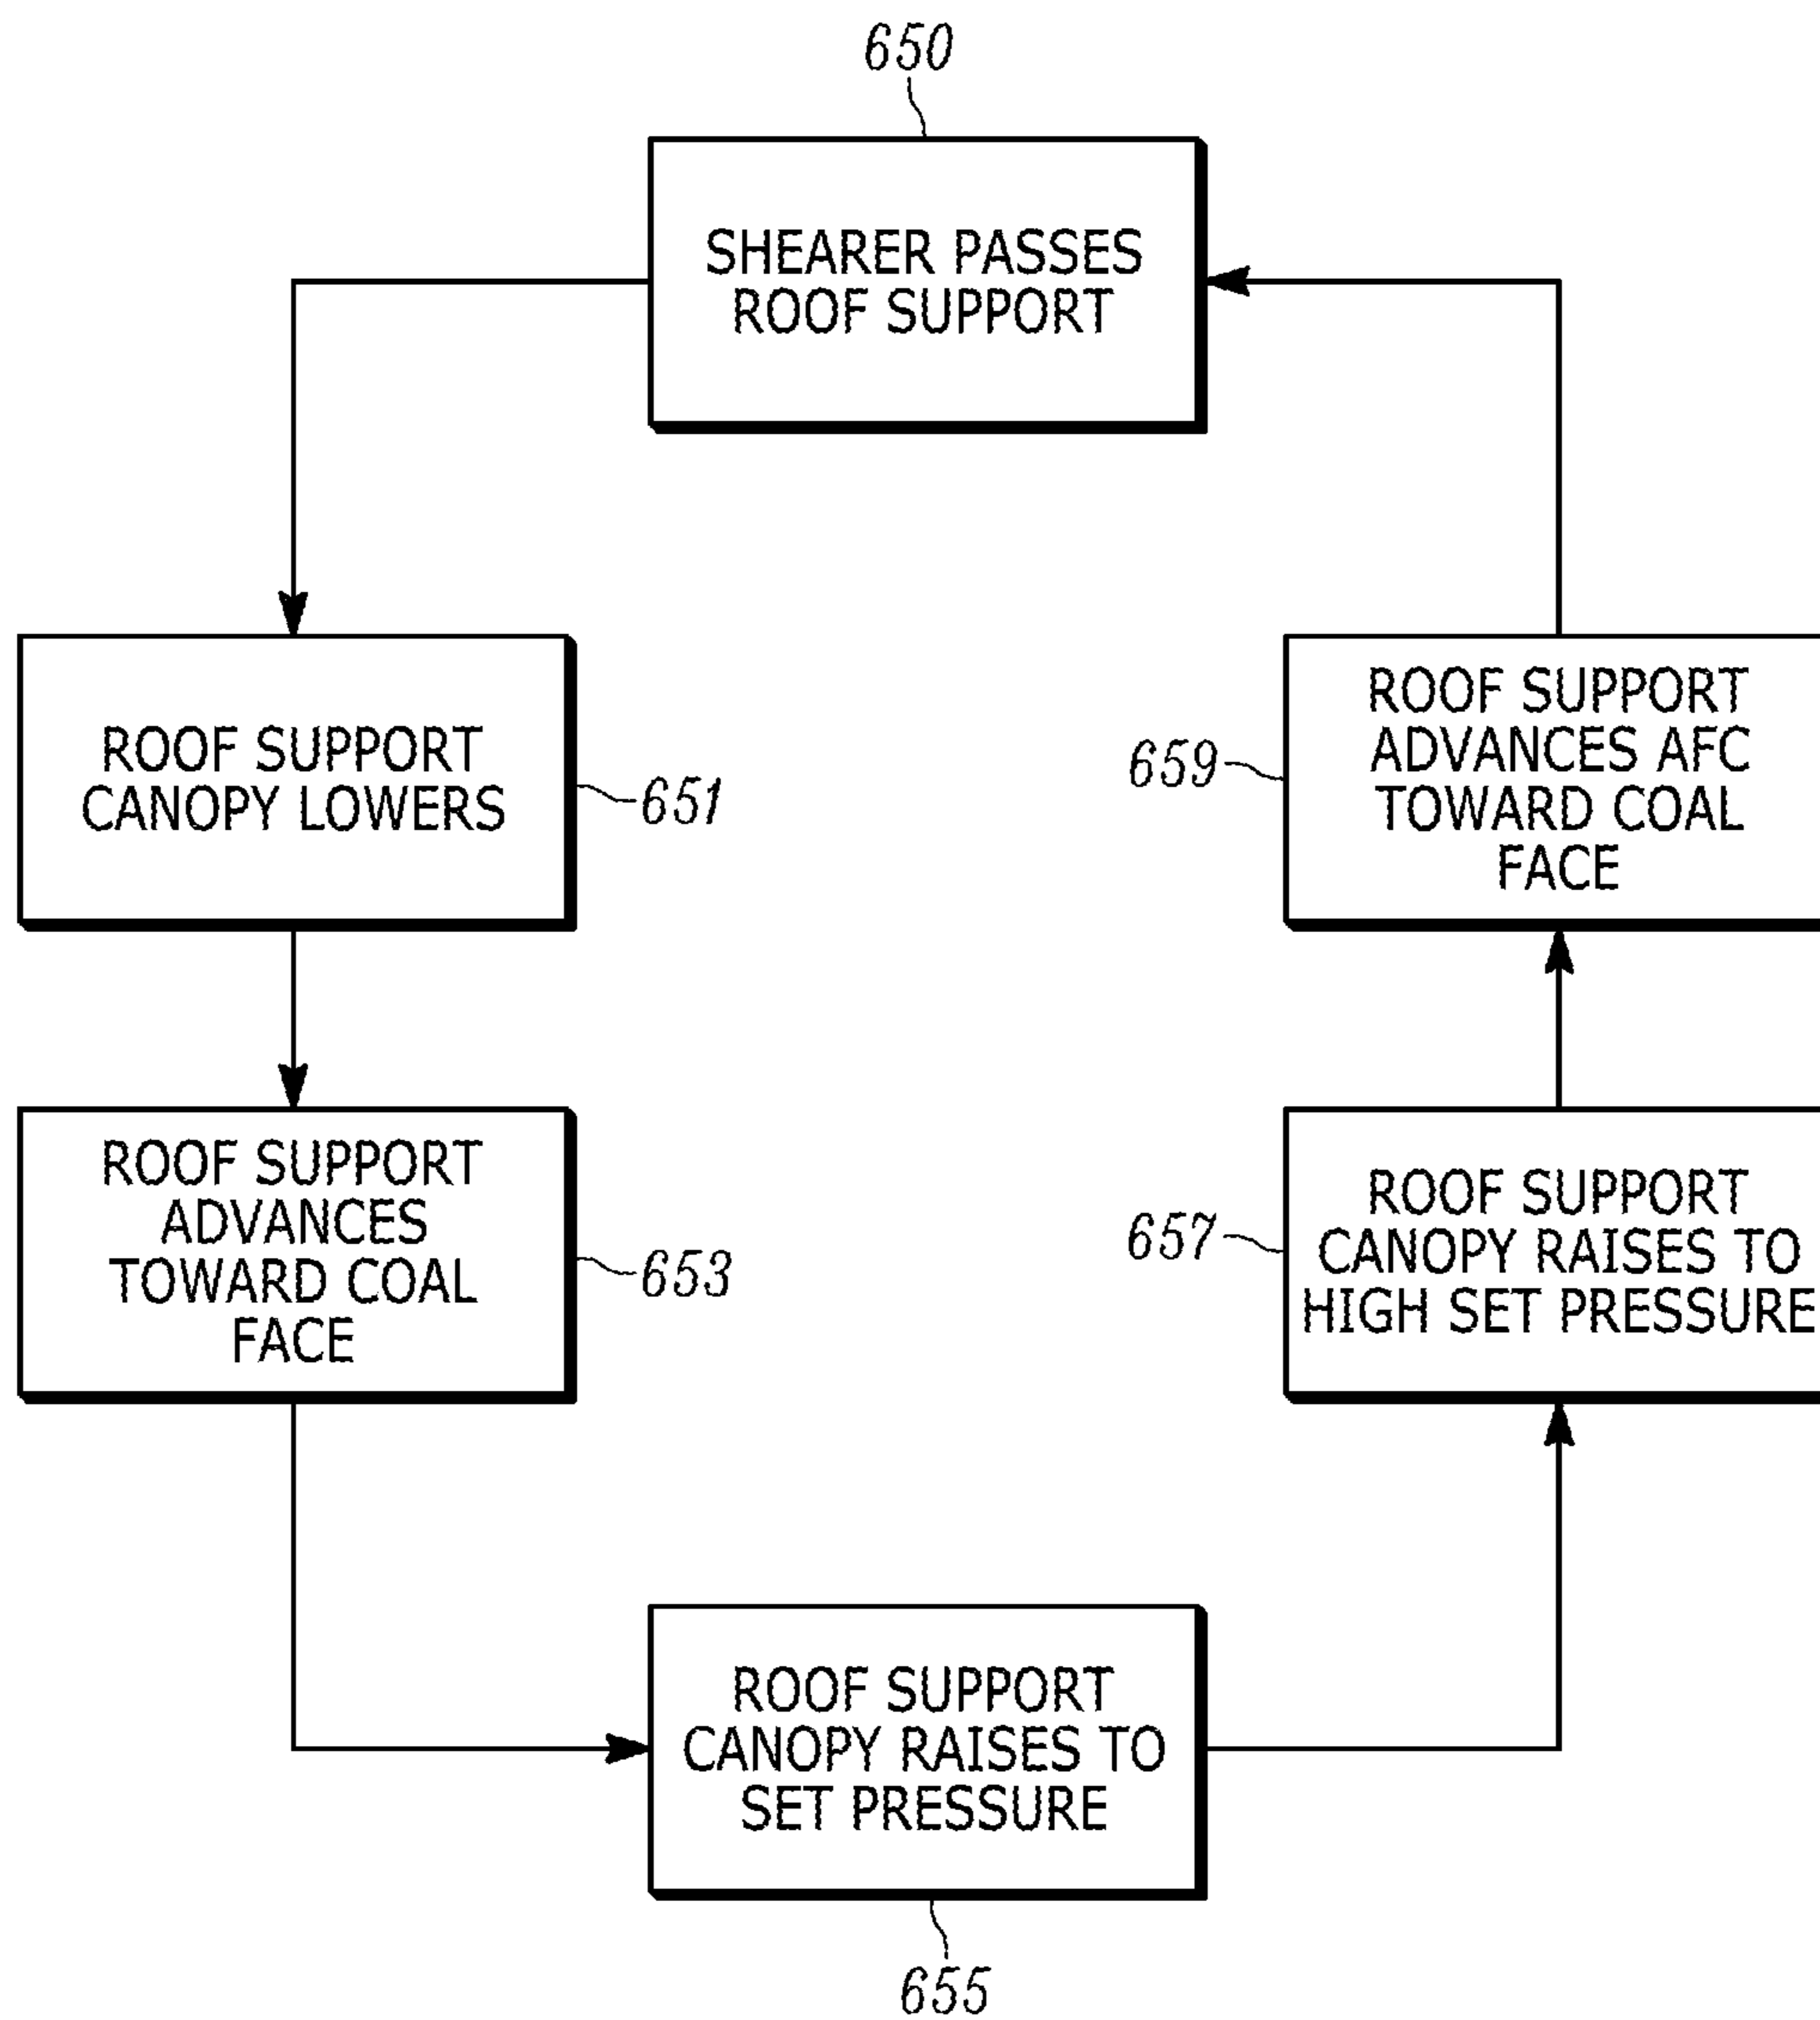 650
SHEARER PASSES
ROOF SUPPORT
ROOF SUPPORT
CANOPY LOWERS
651
ROOF SUPPORT
ADVANCES
TOWARD COAL
FACE
653
ROOF SUPPORT
CANOPY RAISES TO
SET PRESSURE
655
ROOF SUPPORT
CANOPY RAISES TO
HIGH SET PRESSURE
657
ROOF SUPPORT
ADVANCES AFC
TOWARD COAL
FACE
659